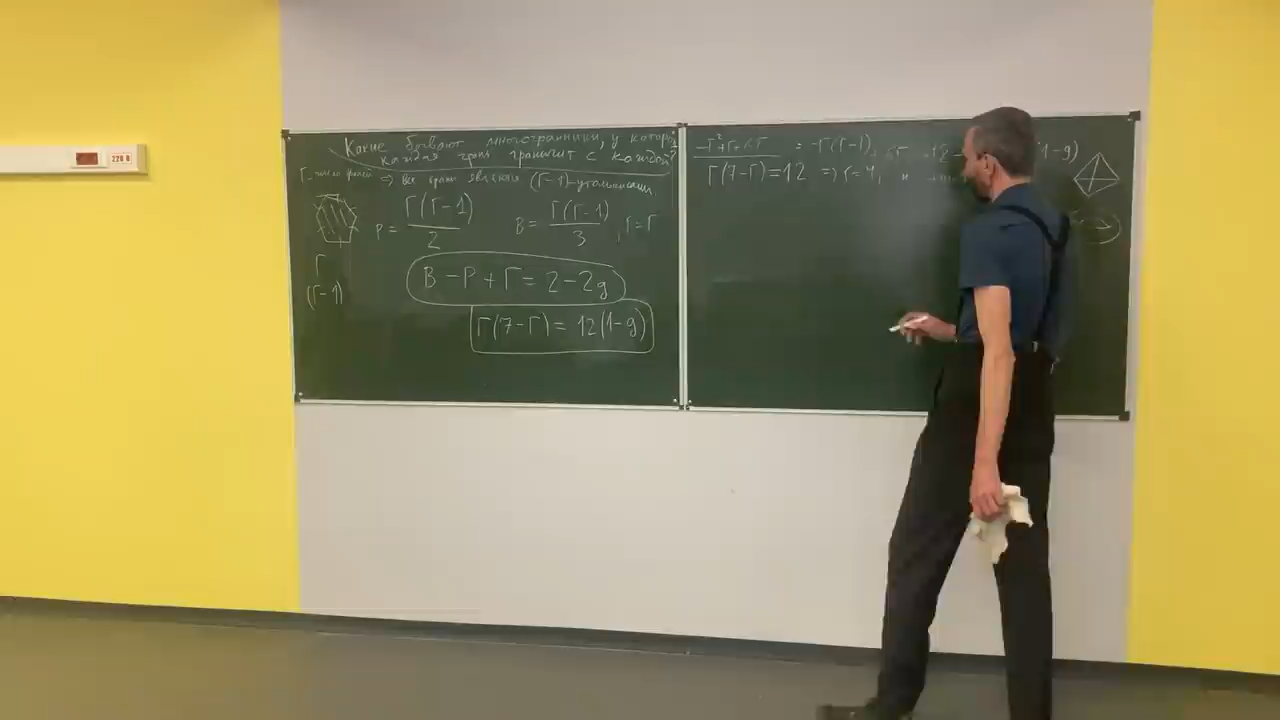 220 В
Какие бывают многогранники, у которых
каждая грань граничит с каждой?
Г-число граней => Все грани являются (Г-1)-угольниками
P = Г(Г-1)/2 В = Г(Г-1)/3 , Г=Г
Г
(Г-1)
В - Р + Г = 2 - 2g
Г(7-Г) = 12(1-g)
= -Г(Г-1)
Г(7-Г)=12 => Г=4, и